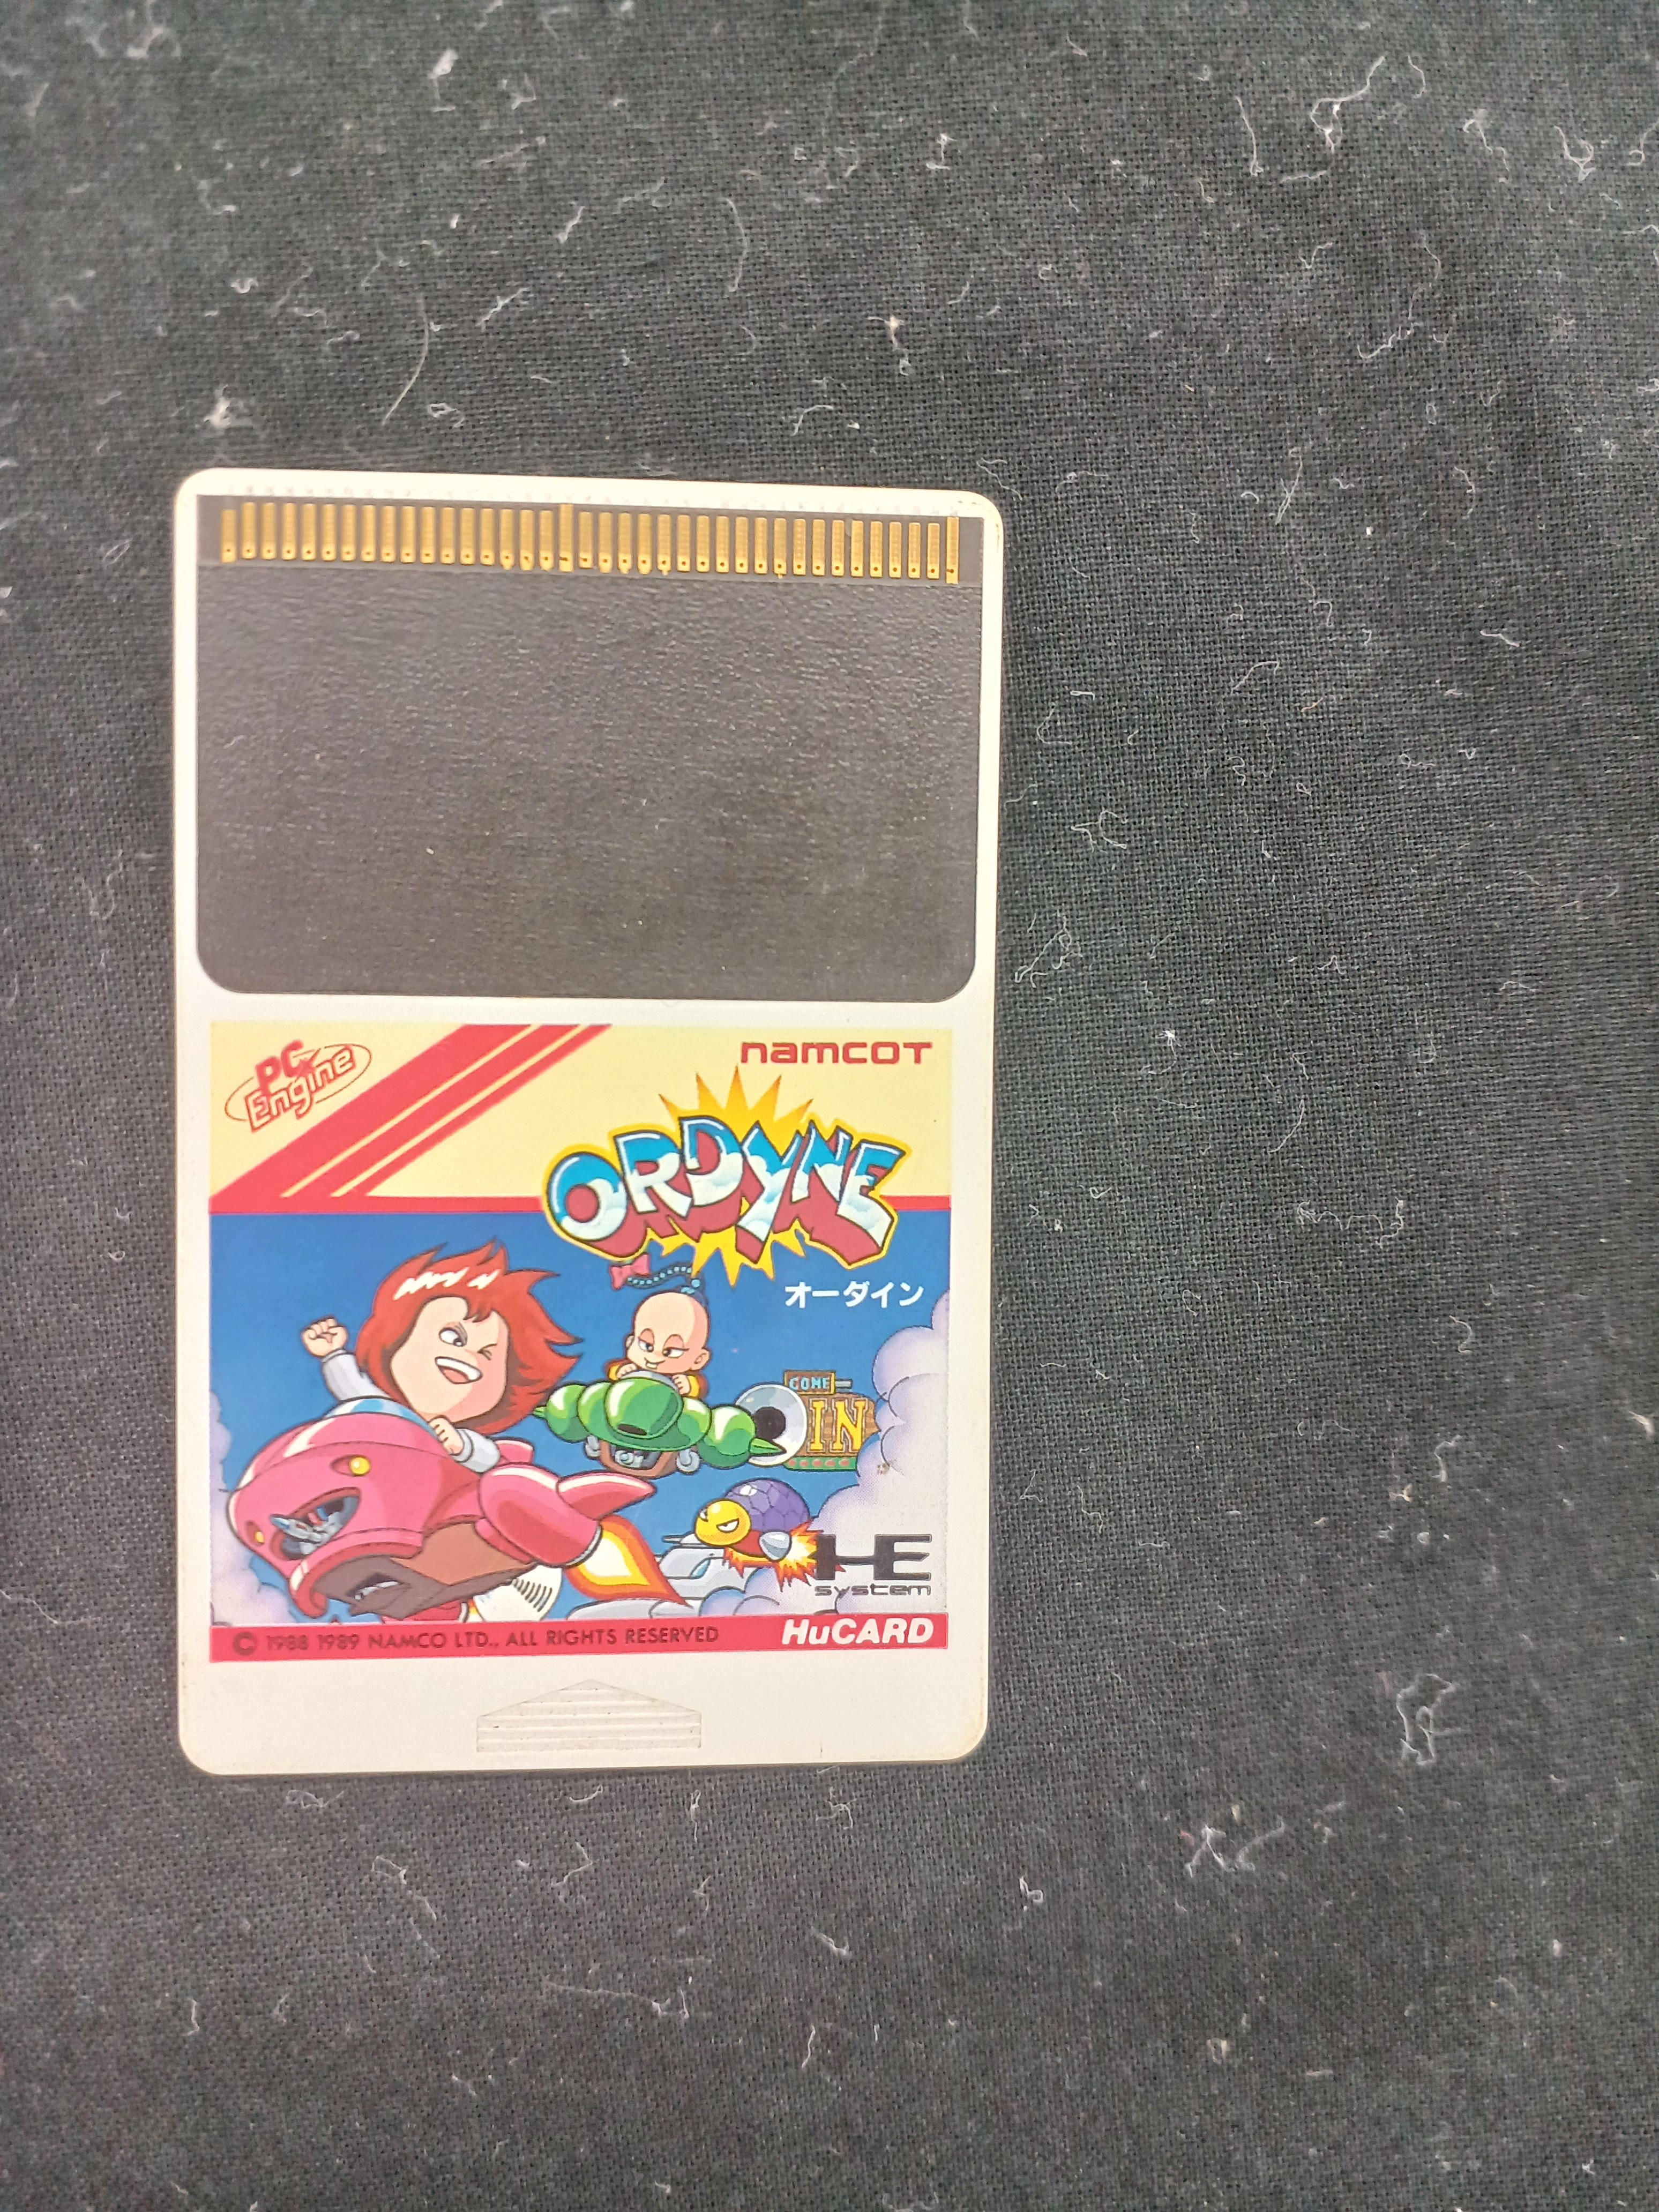 PC Engine
namcot
ORDYNE
オーダイン
COME
IN
HE
system
© 1988 1989 NAMCO LTD., ALL RIGHTS RESERVED
HuCARD